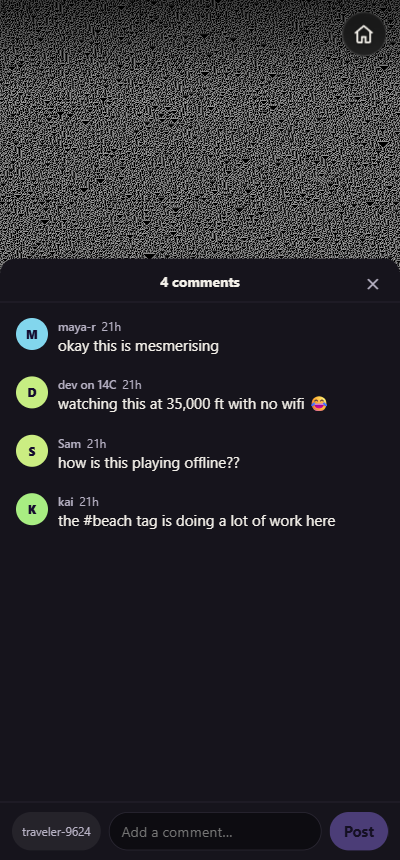 4 comments
M
maya-r 21h
okay this is mesmerising
D
dev on 14C 21h
watching this at 35,000 ft with no wifi 😂
S
Sam 21h
how is this playing offline??
K
kai 21h
the #beach tag is doing a lot of work here
traveler-9624
Add a comment...
Post